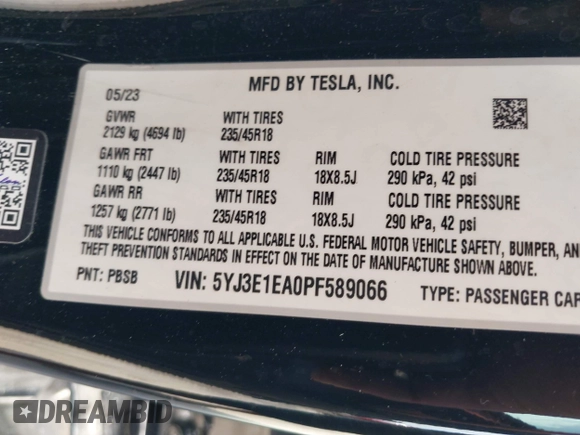 MFD BY TESLA, INC.
05/23
GVWR WITH TIRES
2129 kg (4694 lb) 235/45R18
GAWR FRT WITH TIRES RIM COLD TIRE PRESSURE
1110 kg (2447 lb) 235/45R18 18X8.5J 290 kPa, 42 psi
GAWR RR WITH TIRES RIM COLD TIRE PRESSURE
1257 kg (2771 lb) 235/45R18 18X8.5J 290 kPa, 42 psi
THIS VEHICLE CONFORMS TO ALL APPLICABLE U.S. FEDERAL MOTOR VEHICLE SAFETY, BUMPER, AND
THEFT PREVENTION STANDARDS IN EFFECT ON THE DATE OF MANUFACTURE SHOWN ABOVE.
PNT: PBSB VIN: 5YJ3E1EA0PF589066 TYPE: PASSENGER CAR
DREAMBID